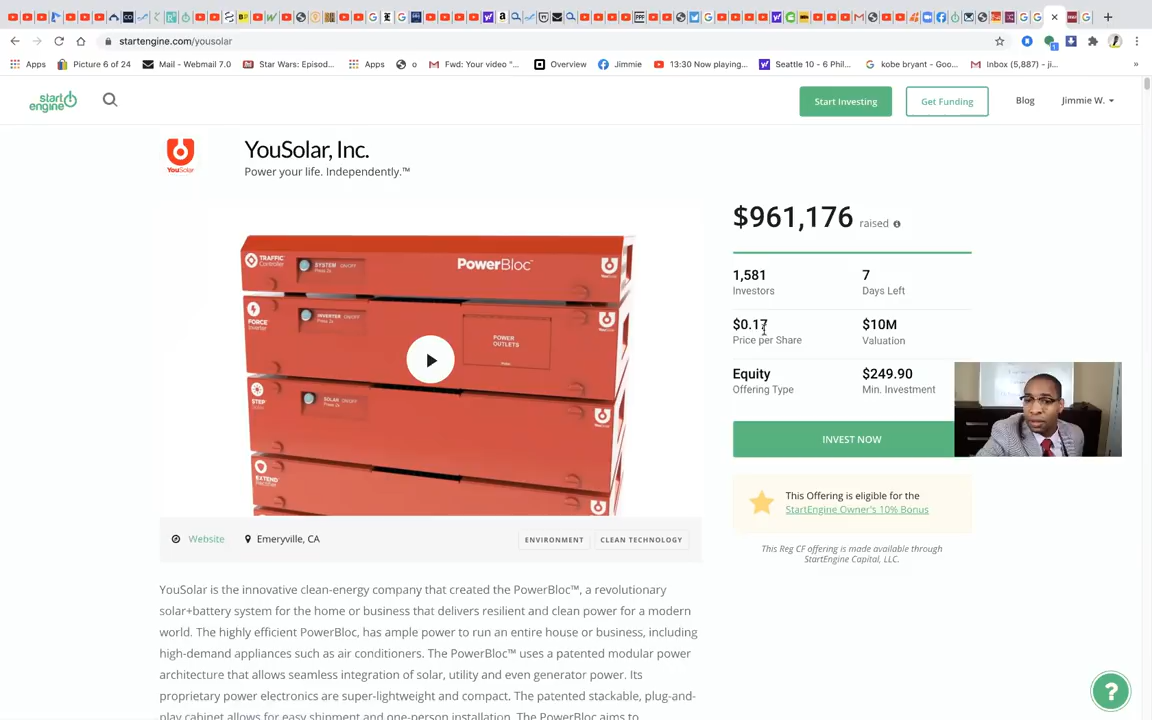 startengine.com/yousolar
Apps
Picture 6 of 24
Mail - Webmail 7.0
Star Wars: Episod...
Apps
o
Fwd: Your video "...
Overview
Jimmie
13:30 Now playing...
Seattle 10 - 6 Phil...
kobe bryant - Goo...
Inbox (5,887) - ji...
»
start engine
Start Investing
Get Funding
Blog
Jimmie W.
YouSolar
YouSolar, Inc.
Power your life. Independently.™
TRAFFIC
Controller
SYSTEM ON/OFF
PowerBloc™
YouSolar
FORCE
Inverter
INVERTER ON/OFF
POWER
OUTLETS
STEP
SOLAR ON/OFF
EXTEND
$961,176 raised
1,581
Investors
7
Days Left
$0.17
Price per Share
$10M
Valuation
Equity
Offering Type
$249.90
Min. Investment
INVEST NOW
This Offering is eligible for the
StartEngine Owner's 10% Bonus
This Reg CF offering is made available through
StartEngine Capital, LLC.
Website
Emeryville, CA
ENVIRONMENT
CLEAN TECHNOLOGY
YouSolar is the innovative clean-energy company that created the PowerBloc™, a revolutionary
solar+battery system for the home or business that delivers resilient and clean power for a modern
world. The highly efficient PowerBloc, has ample power to run an entire house or business, including
high-demand appliances such as air conditioners. The PowerBloc™ uses a patented modular power
architecture that allows seamless integration of solar, utility and even generator power. Its
proprietary power electronics are super-lightweight and compact. The patented stackable, plug-and-
play cabinet allows for easy shipment and one-person installation. The PowerBloc aims to
?